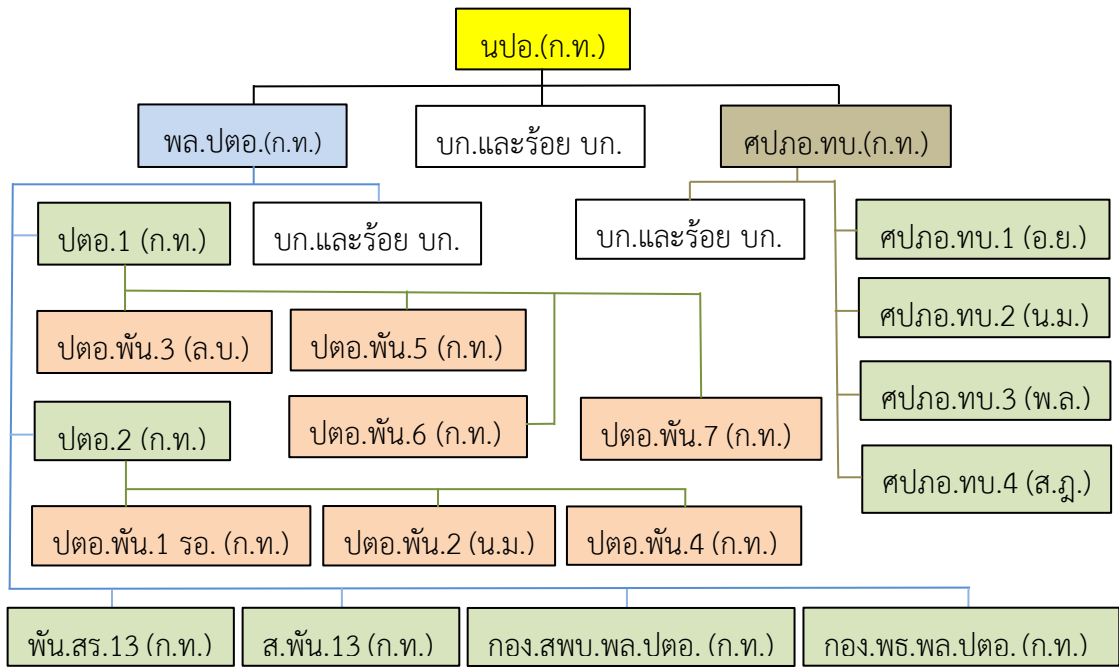 นปอ.(ก.ท.)
พล.ปตอ.(ก.ท.)
บก.และร้อย บก.
ศปภอ.ทบ.(ก.ท.)
ปตอ.1 (ก.ท.)
บก.และร้อย บก.
บก.และร้อย บก.
ศปภอ.ทบ.1 (อ.ย.)
ศปภอ.ทบ.2 (น.ม.)
ปตอ.พัน.3 (ล.บ.)
ปตอ.พัน.5 (ก.ท.)
ศปภอ.ทบ.3 (พ.ล.)
ปตอ.2 (ก.ท.)
ปตอ.พัน.6 (ก.ท.)
ปตอ.พัน.7 (ก.ท.)
ศปภอ.ทบ.4 (ส.ฎ.)
ปตอ.พัน.1 รอ. (ก.ท.)
ปตอ.พัน.2 (น.ม.)
ปตอ.พัน.4 (ก.ท.)
พัน.สร.13 (ก.ท.)
ส.พัน.13 (ก.ท.)
กอง.สพบ.พล.ปตอ. (ก.ท.)
กอง.พธ.พล.ปตอ. (ก.ท.)